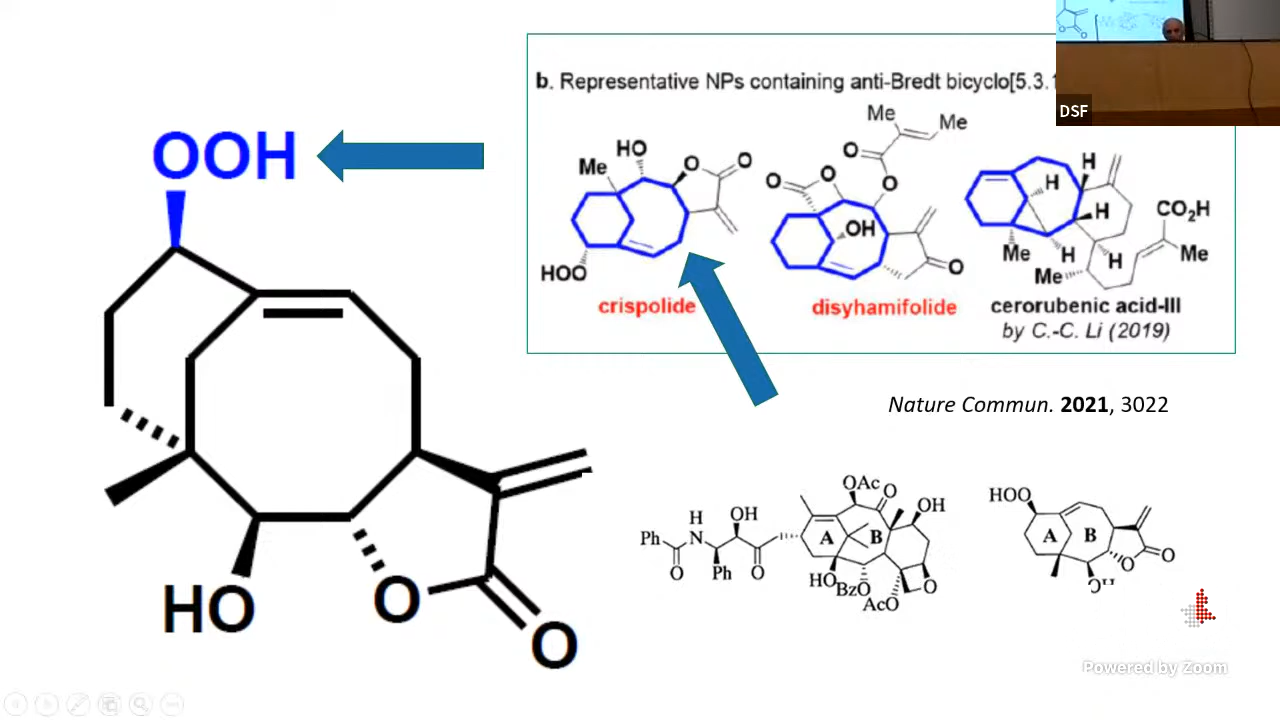 b. Representative NPs containing anti-Bredt bicyclo[5.3.1
DSF
OOH
HO
O
O
Me
HO
O
O
HOO
crispolide
Me
Me
O
O
O
O
OH
O
disyhamifolide
H
H
H
H
H
Me
Me
CO2H
Me
cerorubenic acid-III
by C.-C. Li (2019)
Nature Commun. 2021, 3022
Ph
O
H
N
Ph
OH
O
OAc
O
OH
A
B
HO
BzO
AcO
O
HOO
A
B
O
O
OH
Powered by Zoom